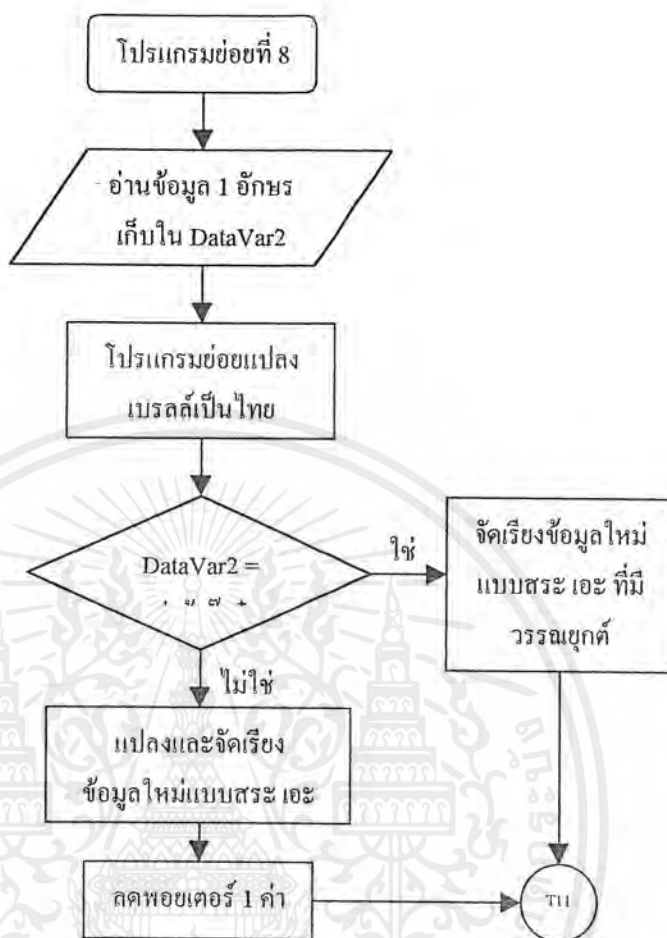 โปรแกรมย่อยที่ 8
อ่านข้อมูล 1 อักษร
เก็บใน DataVar2
โปรแกรมย่อยแปลง
เบรลล์เป็นไทย
DataVar2 =
่ ้ ๊ ๋
ใช่
จัดเรียงข้อมูลใหม่
แบบสระ เอะ ที่มี
วรรณยุกต์
ไม่ใช่
แปลงและจัดเรียง
ข้อมูลใหม่แบบสระ เอะ
ลดพอยเตอร์ 1 ค่า
T11